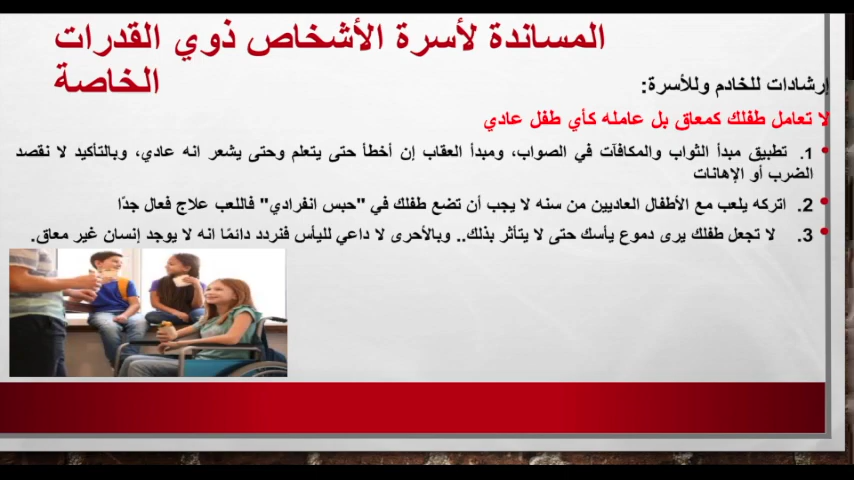 المساندة لأسرة الأشخاص ذوي القدرات
الخاصة
إرشادات للخادم وللأسرة:
لا تعامل طفلك كمعاق بل عامله كأي طفل عادي
1. تطبيق مبدأ الثواب والمكافآت في الصواب، ومبدأ العقاب إن أخطأ حتى يتعلم وحتى يشعر انه عادي، وبالتأكيد لا نقصد
الضرب أو الإهانات
2. اتركه يلعب مع الأطفال العاديين من سنه لا يجب أن تضع طفلك في "حبس انفرادي" فاللعب علاج فعال جدًا
3. لا تجعل طفلك يرى دموع يأسك حتى لا يتأثر بذلك.. وبالأحرى لا داعي لليأس فنردد دائمًا انه لا يوجد إنسان غير معاق.